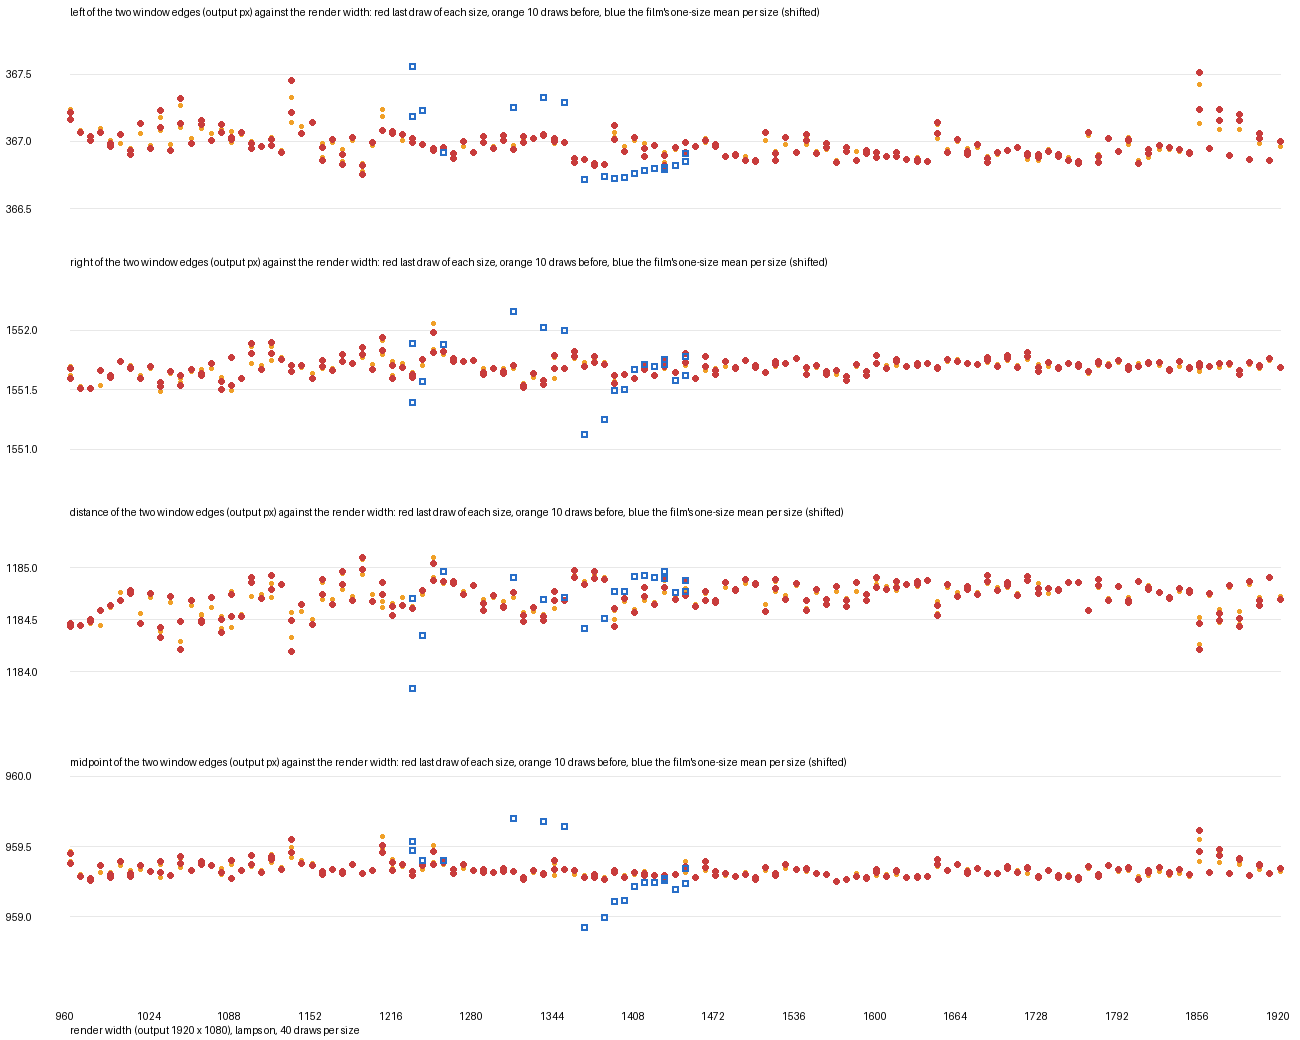 left of the two window edges (output px) against the render width: red last draw of each size, orange 10 draws before, blue the film's one-size mean per size (shifted)
367.5
367.0
366.5
right of the two window edges (output px) against the render width: red last draw of each size, orange 10 draws before, blue the film's one-size mean per size (shifted)
1552.0
1551.5
1551.0
distance of the two window edges (output px) against the render width: red last draw of each size, orange 10 draws before, blue the film's one-size mean per size (shifted)
1185.0
1184.5
1184.0
midpoint of the two window edges (output px) against the render width: red last draw of each size, orange 10 draws before, blue the film's one-size mean per size (shifted)
960.0
959.5
959.0
960 1024 1088 1152 1216 1280 1344 1408 1472 1536 1600 1664 1728 1792 1856 1920
render width (output 1920 x 1080), lamps on, 40 draws per size